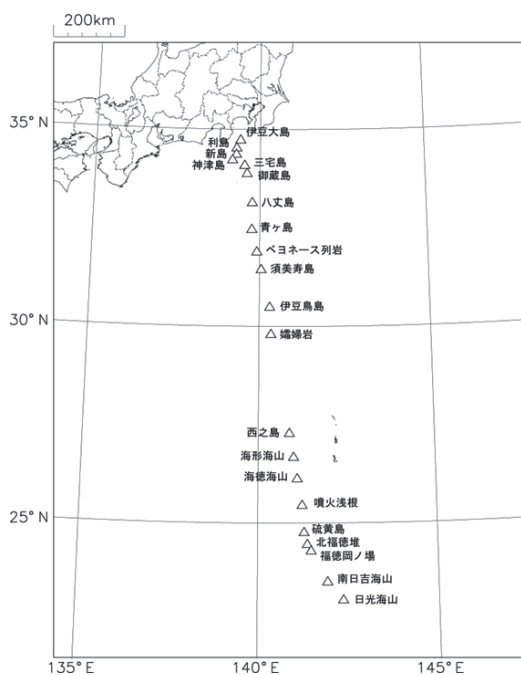 200km
35°N
伊豆大島
利島
新島
神津島
三宅島
御蔵島
八丈島
青ヶ島
ベヨネース列岩
須美寿島
伊豆鳥島
30°N
孀婦岩
西之島
海形海山
海徳海山
噴火浅根
25°N
硫黄島
北福徳堆
福徳岡ノ場
南日吉海山
日光海山
135°E
140°E
145°E